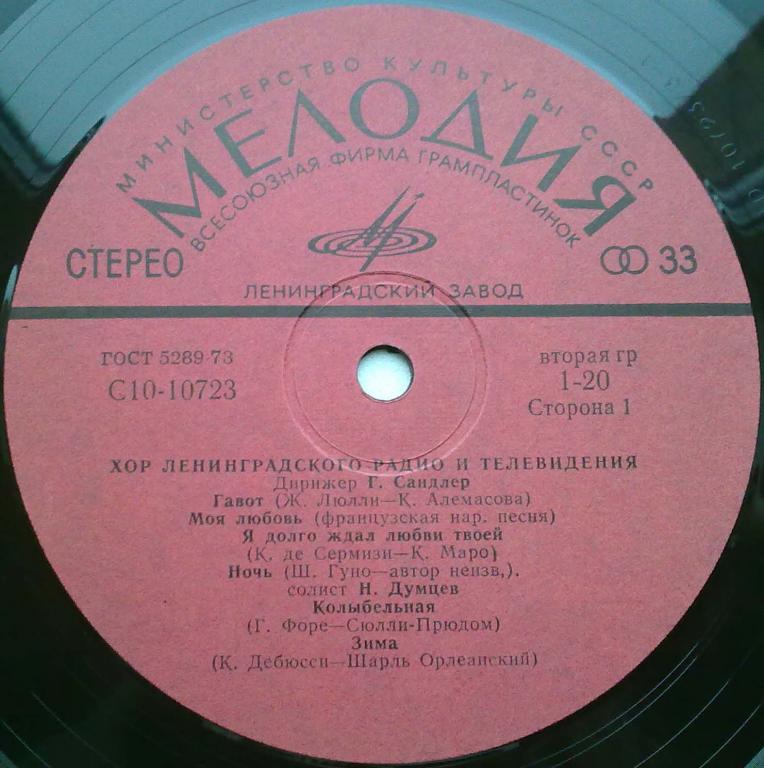 МИНИСТЕРСТВО КУЛЬТУРЫ СССР
МЕЛОДИЯ
ВСЕСОЮЗНАЯ ФИРМА ГРАМПЛАСТИНОК
СТЕРЕО
33
ЛЕНИНГРАДСКИЙ ЗАВОД
ГОСТ 5289-73
С10-10723
вторая гр
1-20
Сторона 1
ХОР ЛЕНИНГРАДСКОГО РАДИО И ТЕЛЕВИДЕНИЯ
Дирижер Г. Сандлер
Гавот (Ж. Люлли—К. Алемасова)
Моя любовь (французская нар. песня)
Я долго ждал любви твоей
(К. де Сермизи—К. Маро)
Ночь (Ш. Гуно—автор неизв,).
солист Н. Думцев
Колыбельная
(Г. Форе—Сюлли-Прюдом)
Зима
(К. Дебюсси—Шарль Орлеанский)